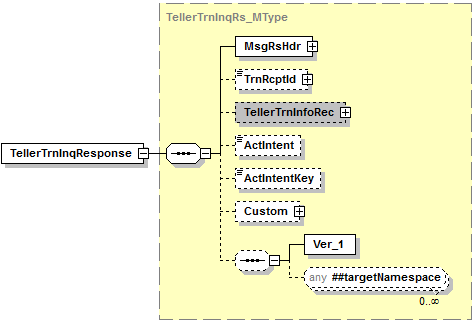 TellerTrnInqRs_MType
MsgRsHdr
TrnRcptId
TellerTrnInfoRec
TellerTrnInqResponse
ActIntent
ActIntentKey
Custom
Ver_1
any ##targetNamespace
0..∞